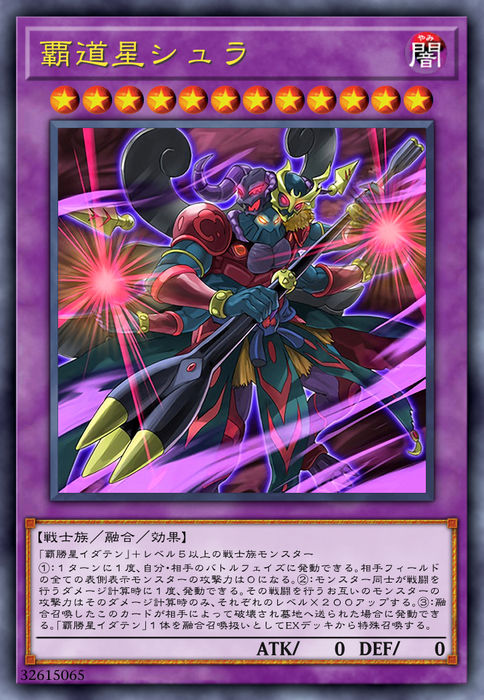 覇道星シュラ
やみ
闇
【戦士族／融合／効果】
「覇勝星イダテン」＋レベル５以上の戦士族モンスター
①：１ターンに１度、自分・相手のバトルフェイズに発動できる。相手フィールド
の全ての表側表示モンスターの攻撃力は０になる。②：モンスター同士が戦闘を
行うダメージ計算時に１度、発動できる。その戦闘を行うお互いのモンスターの
攻撃力はそのダメージ計算時のみ、それぞれのレベル×２００アップする。③：融
合召喚したこのカードが相手によって破壊され墓地へ送られた場合に発動でき
る。「覇勝星イダテン」１体を融合召喚扱いとしてEXデッキから特殊召喚する。
ATK/ 0 DEF/ 0
32615065